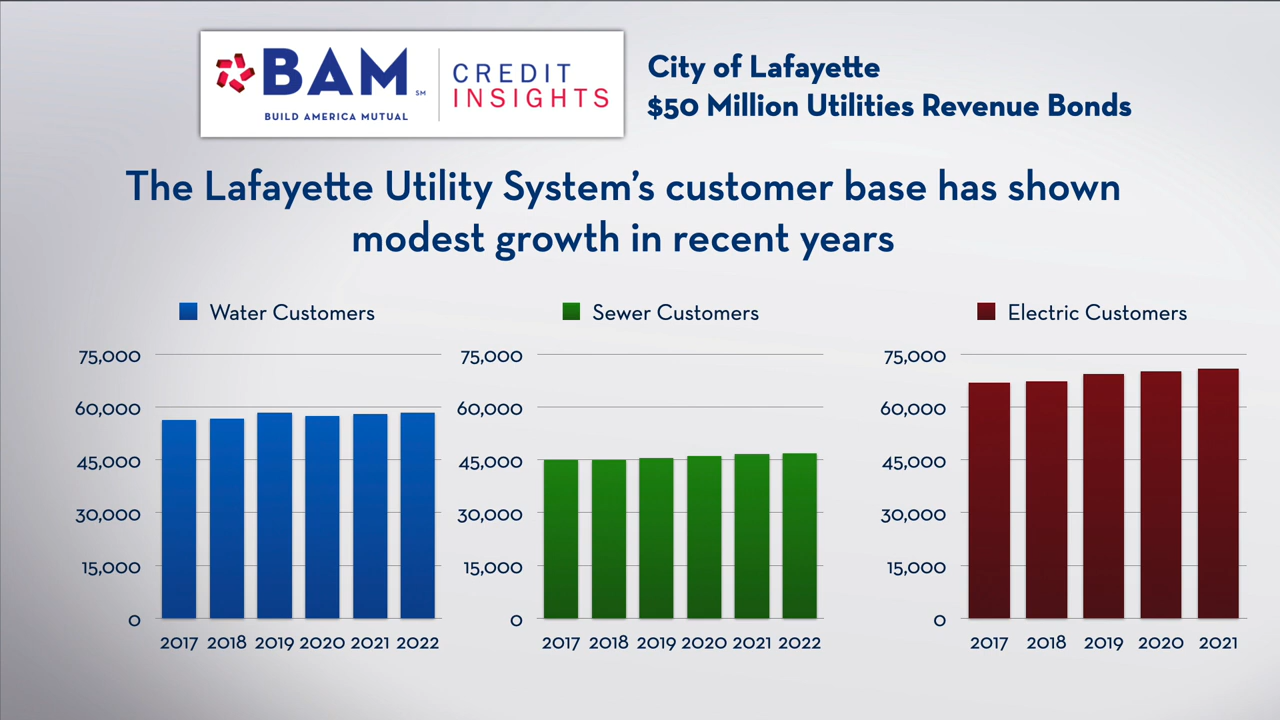 BAM SM
BUILD AMERICA MUTUAL
CREDIT
INSIGHTS
City of Lafayette
$50 Million Utilities Revenue Bonds
The Lafayette Utility System's customer base has shown
modest growth in recent years
Water Customers
75,000
60,000
45,000
30,000
15,000
0
2017 2018 2019 2020 2021 2022
Sewer Customers
75,000
60,000
45,000
30,000
15,000
0
2017 2018 2019 2020 2021 2022
Electric Customers
75,000
60,000
45,000
30,000
15,000
0
2017 2018 2019 2020 2021